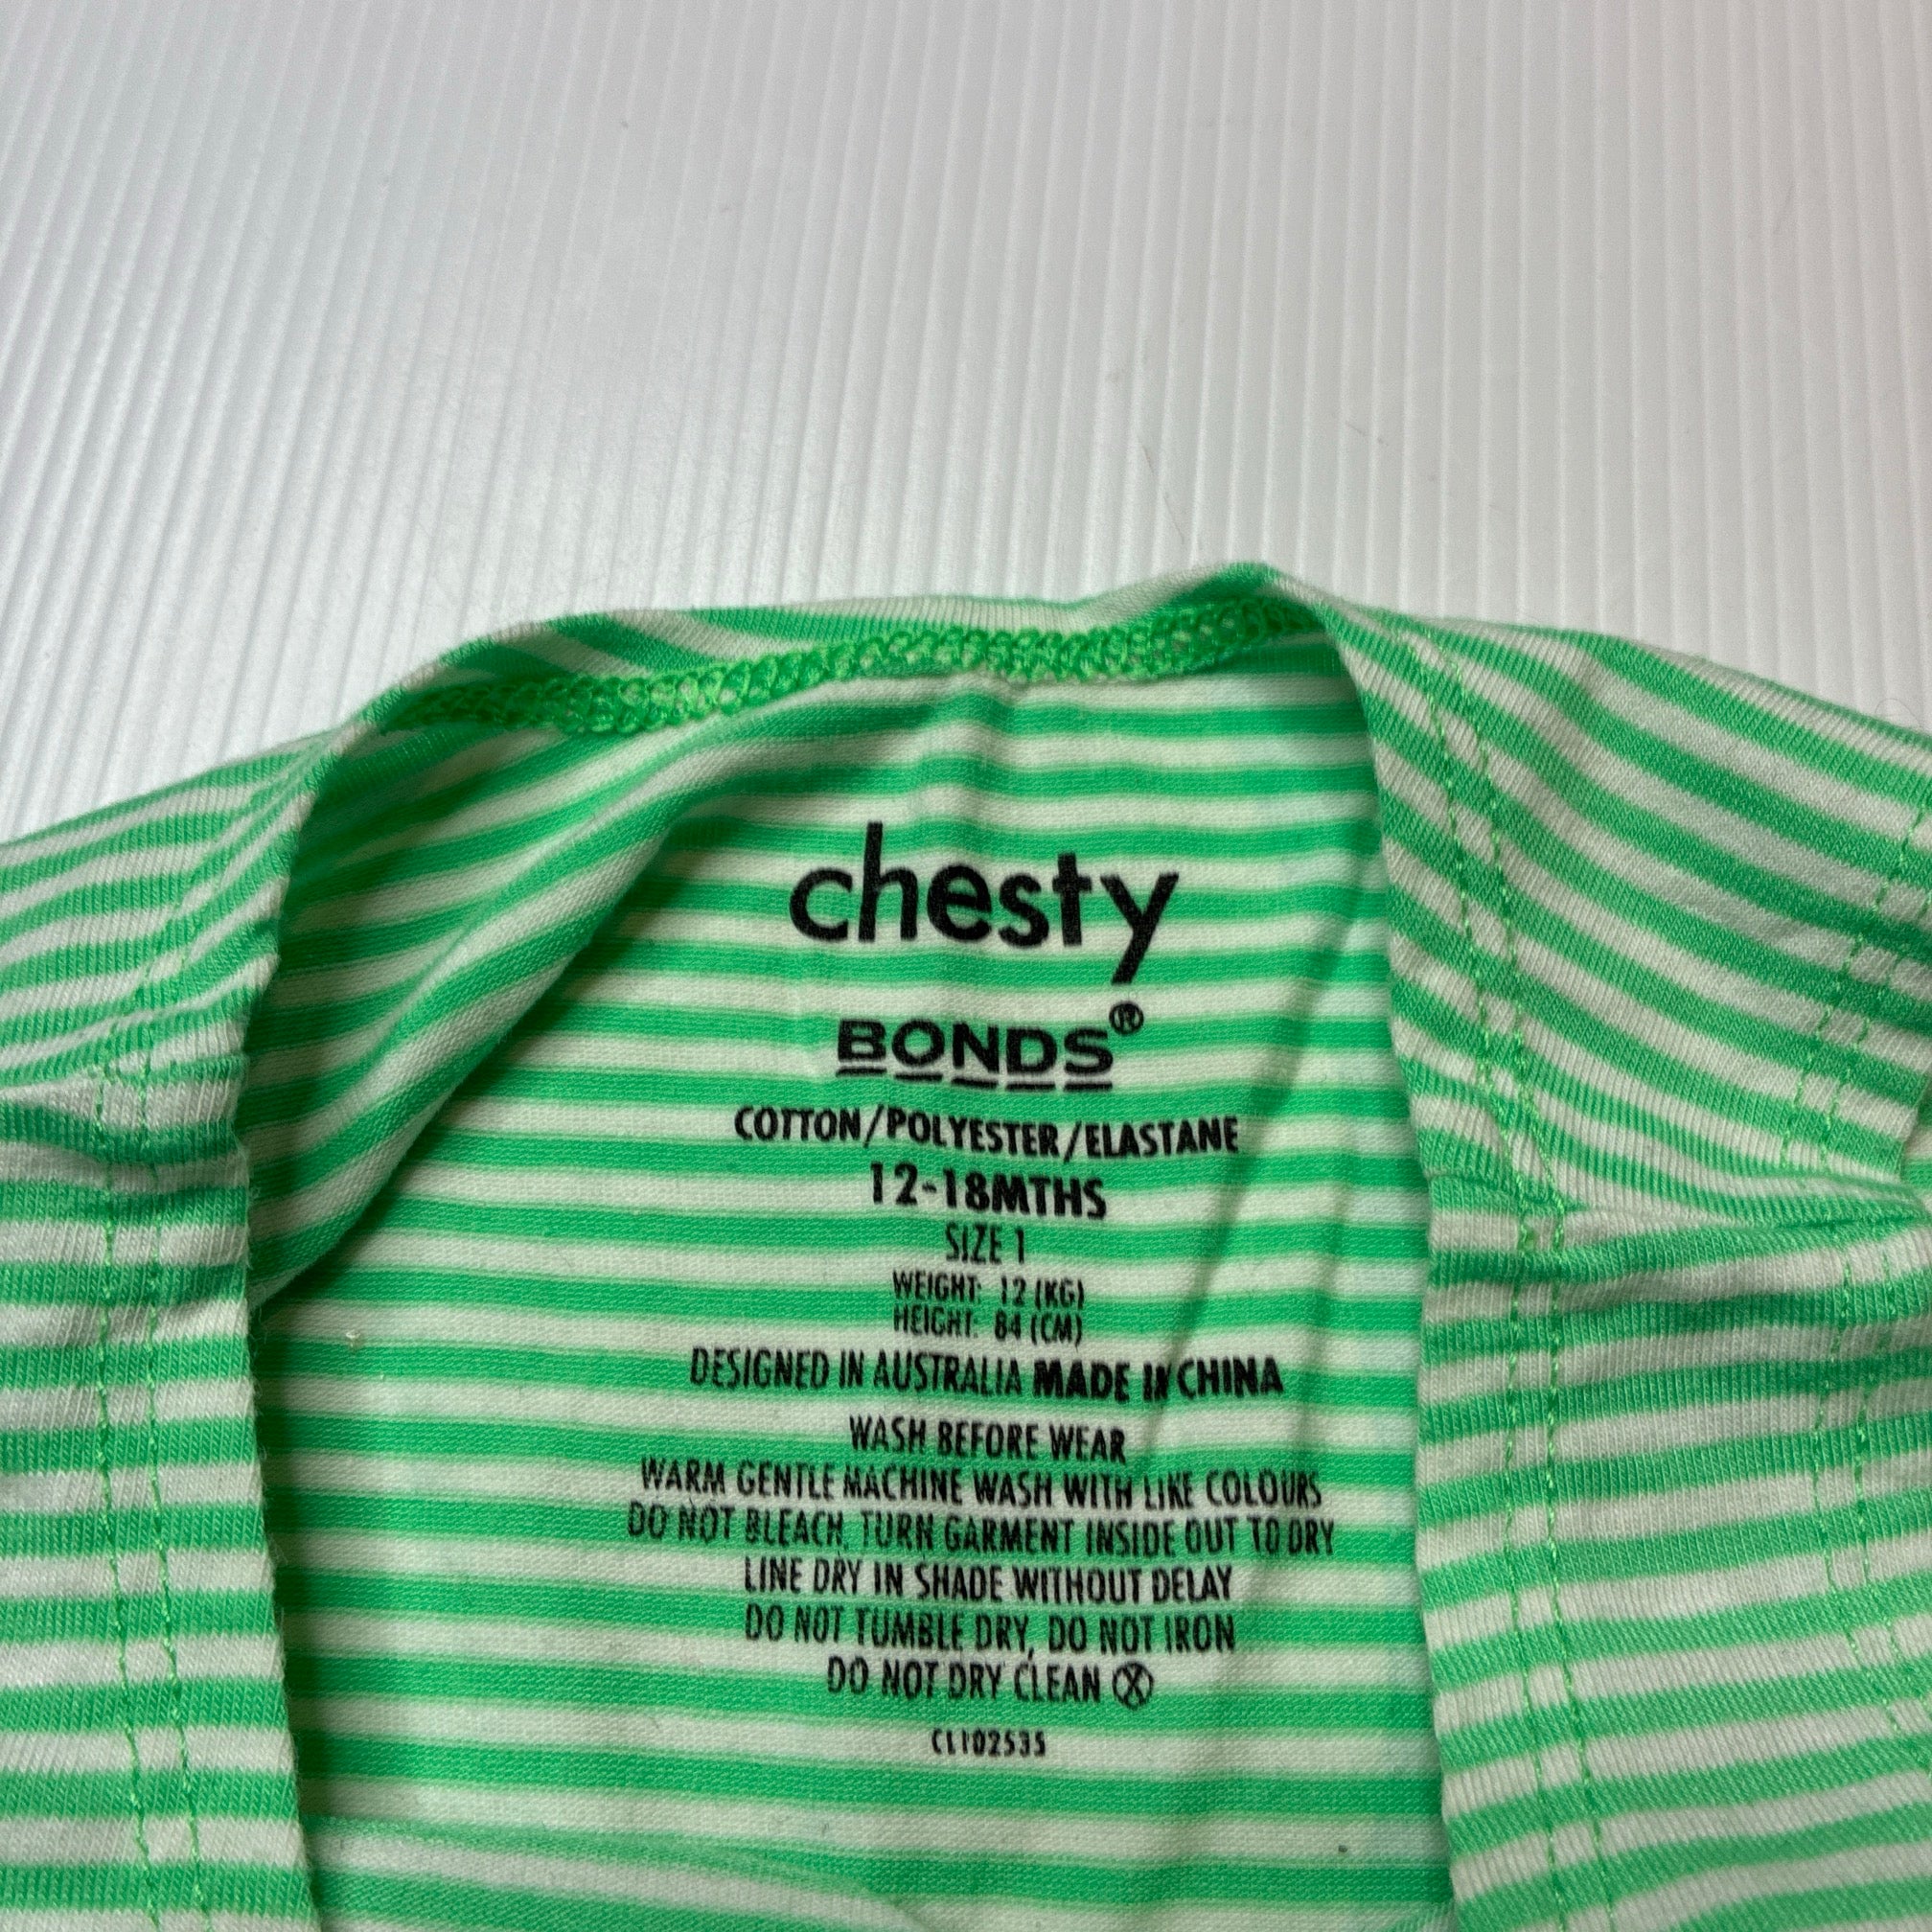 chesty
BONDS®
COTTON/POLYESTER/ELASTANE
12-18MTHS
SIZE 1
WEIGHT: 12 (KG)
HEIGHT: 84 (CM)
DESIGNED IN AUSTRALIA MADE IN CHINA
WASH BEFORE WEAR
WARM GENTLE MACHINE WASH WITH LIKE COLOURS
DO NOT BLEACH, TURN GARMENT INSIDE OUT TO DRY
LINE DRY IN SHADE WITHOUT DELAY
DO NOT TUMBLE DRY, DO NOT IRON
DO NOT DRY CLEAN
CL102535